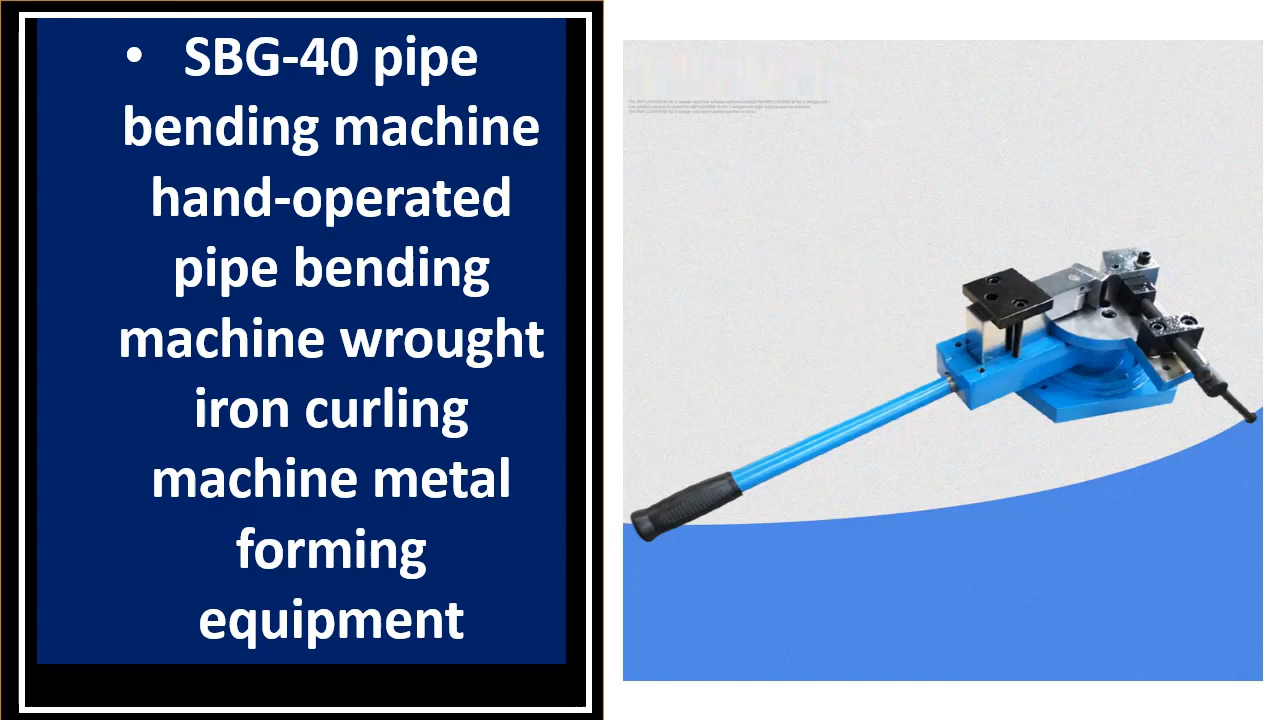 • SBG-40 pipe
bending machine
hand-operated
pipe bending
machine wrought
iron curling
machine metal
forming
equipment